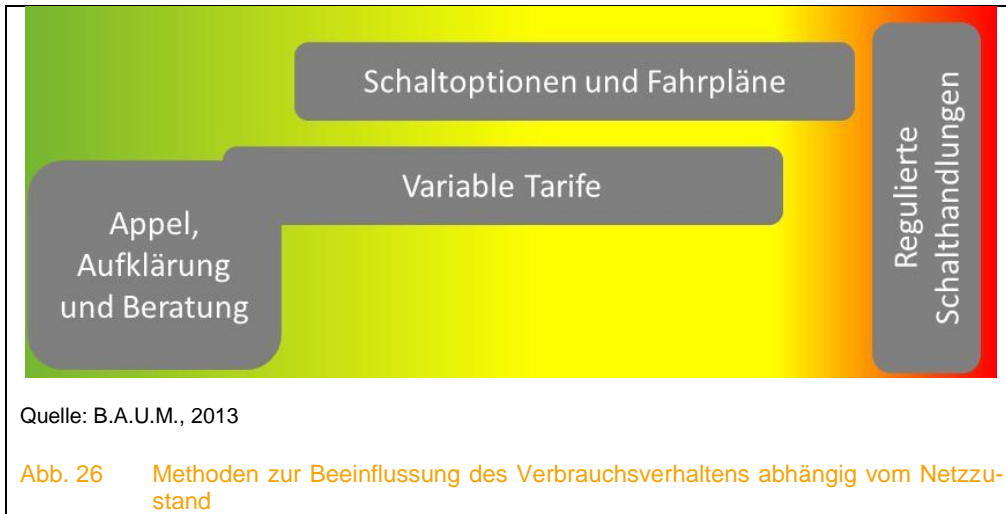 Schaltoptionen und Fahrpläne
Variable Tarife
Appel,
Aufklärung
und Beratung
Regulierte
Schalthandlungen
Quelle: B.A.U.M., 2013
Abb. 26 Methoden zur Beeinflussung des Verbrauchsverhaltens abhängig vom Netzzu-
stand